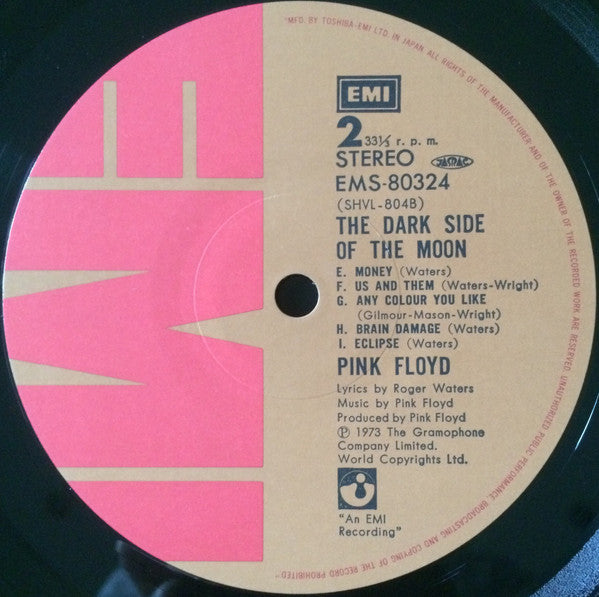 "MFD. BY TOSHIBA-EMI LTD. IN JAPAN. ALL RIGHTS OF THE MANUFACTURER AND OF THE OWNER OF THE RECORDED WORK ARE RESERVED. UNAUTHORIZED PUBLIC PERFORMANCE, BROADCASTING AND COPYING OF THE RECORD PROHIBITED"
EMI
EMI
2 33⅓ r. p. m.
STEREO JASRAC
EMS-80324
(SHVL-804B)
THE DARK SIDE
OF THE MOON
E. MONEY (Waters)
F. US AND THEM (Waters-Wright)
G. ANY COLOUR YOU LIKE
(Gilmour-Mason-Wright)
H. BRAIN DAMAGE (Waters)
I. ECLIPSE (Waters)
PINK FLOYD
Lyrics by Roger Waters
Music by Pink Floyd
Produced by Pink Floyd
℗ 1973 The Gramophone
Company Limited.
World Copyrights Ltd.
"An EMI
Recording"